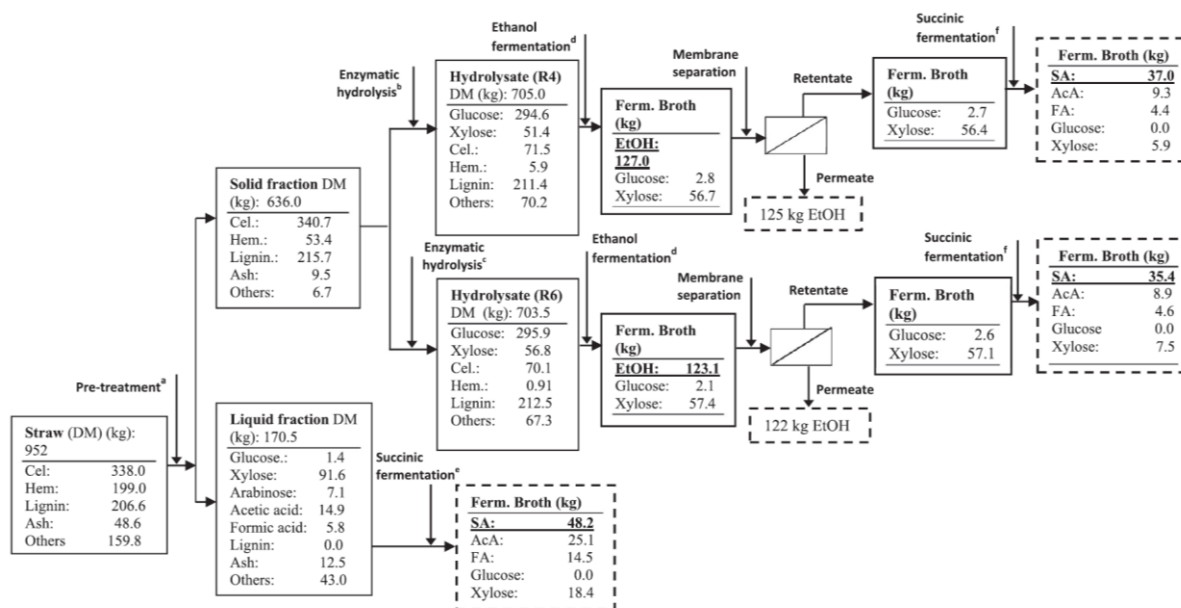 Ethanol
fermentation^d
Succinic
fermentation^f
Enzymatic
hydrolysis^b
Membrane
separation
Retentate
Permeate
Hydrolysate (R4)
DM (kg): 705.0
Glucose: 294.6
Xylose: 51.4
Cel.: 71.5
Hem.: 5.9
Lignin: 211.4
Others: 70.2
Ferm. Broth
(kg)
EtOH:
127.0
Glucose: 2.8
Xylose: 56.7
125 kg EtOH
Ferm. Broth
(kg)
Glucose: 2.7
Xylose: 56.4
Ferm. Broth (kg)
SA: 37.0
AcA: 9.3
FA: 4.4
Glucose: 0.0
Xylose: 5.9
Solid fraction DM
(kg): 636.0
Cel.: 340.7
Hem.: 53.4
Lignin.: 215.7
Ash: 9.5
Others: 6.7
Enzymatic
hydrolysis^c
Ethanol
fermentation^d
Membrane
separation
Retentate
Succinic
fermentation^f
Permeate
Hydrolysate (R6)
DM (kg): 703.5
Glucose: 295.9
Xylose: 56.8
Cel.: 70.1
Hem.: 0.91
Lignin: 212.5
Others: 67.3
Ferm. Broth
(kg)
EtOH: 123.1
Glucose: 2.1
Xylose: 57.4
122 kg EtOH
Ferm. Broth
(kg)
Glucose: 2.6
Xylose: 57.1
Ferm. Broth (kg)
SA: 35.4
AcA: 8.9
FA: 4.6
Glucose 0.0
Xylose: 7.5
Pre-treatment^a
Straw (DM) (kg):
952
Cel: 338.0
Hem: 199.0
Lignin: 206.6
Ash: 48.6
Others 159.8
Liquid fraction DM
(kg): 170.5
Glucose.: 1.4
Xylose: 91.6
Arabinose: 7.1
Acetic acid: 14.9
Formic acid: 5.8
Lignin: 0.0
Ash: 12.5
Others: 43.0
Succinic
fermentation^e
Ferm. Broth (kg)
SA: 48.2
AcA: 25.1
FA: 14.5
Glucose: 0.0
Xylose: 18.4